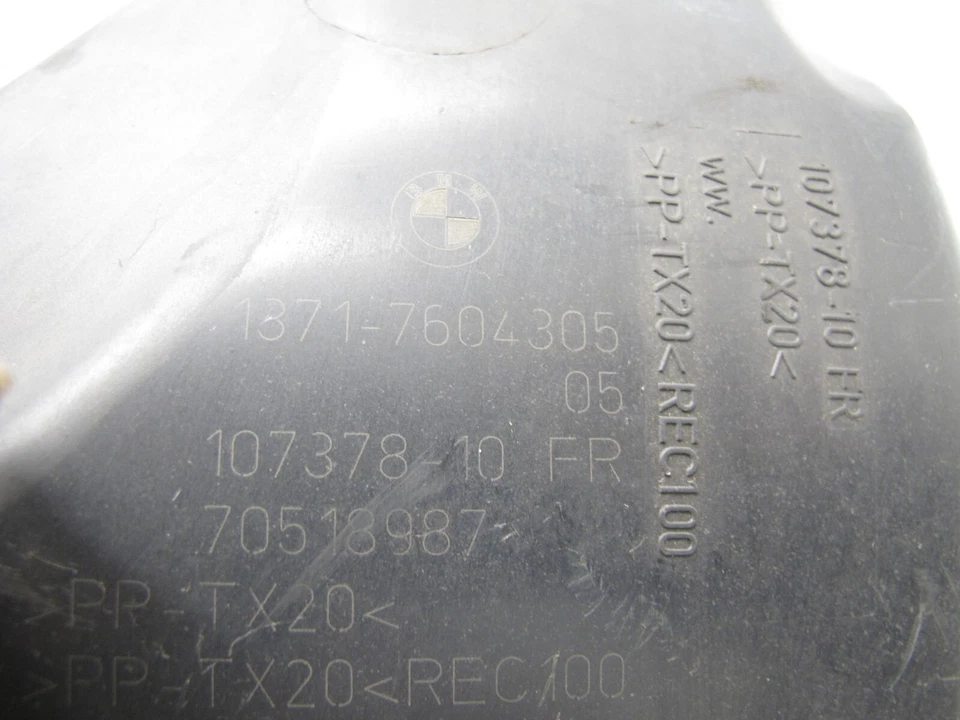 BMW
1371-7604305
05
107378-10 FR
70518987
>PP-TX20<
>PP-TX20<REC100
107378-10 FR
>PP-TX20<
WW.
>PP-TX20<REC100